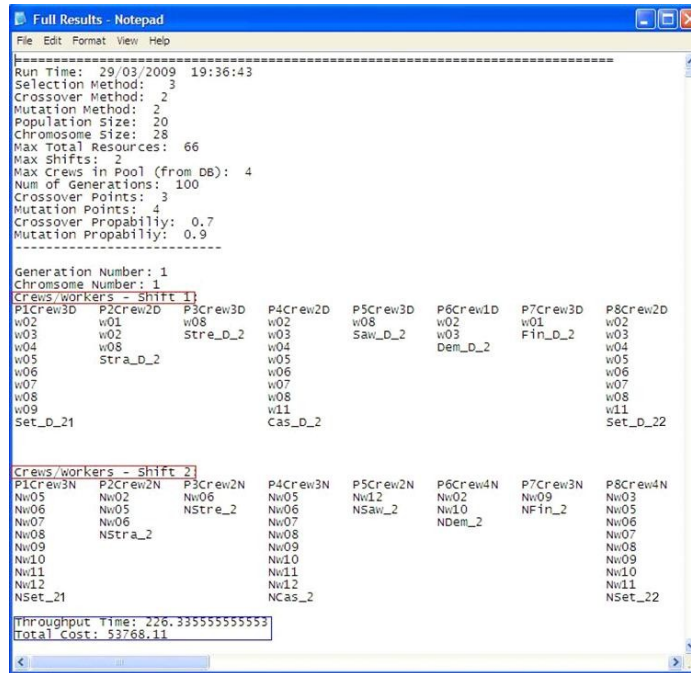 Full Results - Notepad
File Edit Format View Help
================================================================================
Run Time: 29/03/2009 19:36:43
Selection Method: 3
Crossover Method: 2
Mutation Method: 2
Population Size: 20
Chromosome Size: 28
Max Total Resources: 66
Max Shifts: 2
Max Crews in Pool (from DB): 4
Num of Generations: 100
Crossover Points: 3
Mutation Points: 4
Crossover Propabiliy: 0.7
Mutation Propabiliy: 0.9
---------------------------
Generation Number: 1
Chromsome Number: 1
Crews/Workers - Shift 1:
P1Crew3D P2Crew2D P3Crew3D P4Crew2D P5Crew3D P6Crew1D P7Crew3D P8Crew2D
w02 w01 w08 w02 w08 w02 w01 w02
w03 w02 Stre_D_2 w03 Saw_D_2 w03 Fin_D_2 w03
w04 w08 w04 Dem_D_2 w04
w05 Stra_D_2 w05 w05
w06 w06 w06
w07 w07 w07
w08 w08 w08
w09 w11 w11
Set_D_21 Cas_D_2 Set_D_22
Crews/Workers - Shift 2:
P1Crew3N P2Crew2N P3Crew2N P4Crew3N P5Crew2N P6Crew4N P7Crew3N P8Crew4N
Nw05 Nw02 Nw06 Nw05 Nw12 Nw02 Nw09 Nw03
Nw06 Nw05 NStre_2 Nw06 NSaw_2 Nw10 NFin_2 Nw05
Nw07 Nw06 Nw07 NDem_2 Nw06
Nw08 NStra_2 Nw08 Nw07
Nw09 Nw09 Nw08
Nw10 Nw10 Nw09
Nw11 Nw11 Nw10
Nw12 Nw12 Nw11
NSet_21 NCas_2 NSet_22
Throughput Time: 226.335555555553
Total Cost: 53768.11